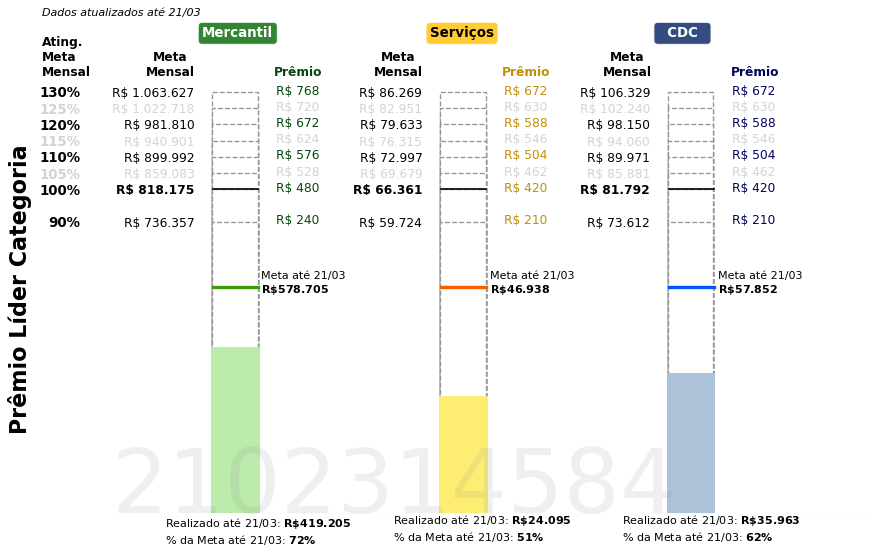 Dados atualizados até 21/03
Mercantil Serviços CDC
Ating.
Meta
Mensal
Meta
Mensal
Prêmio
Meta
Mensal
Prêmio
Meta
Mensal
Prêmio
130% R$ 1.063.627 R$ 768 R$ 86.269 R$ 672 R$ 106.329 R$ 672
125% R$ 1.022.718 R$ 720 R$ 82.951 R$ 630 R$ 102.240 R$ 630
120% R$ 981.810 R$ 672 R$ 79.633 R$ 588 R$ 98.150 R$ 588
115% R$ 940.901 R$ 624 R$ 76.315 R$ 546 R$ 94.060 R$ 546
110% R$ 899.992 R$ 576 R$ 72.997 R$ 504 R$ 89.971 R$ 504
105% R$ 859.083 R$ 528 R$ 69.679 R$ 462 R$ 85.881 R$ 462
100% R$ 818.175 R$ 480 R$ 66.361 R$ 420 R$ 81.792 R$ 420
90% R$ 736.357 R$ 240 R$ 59.724 R$ 210 R$ 73.612 R$ 210
Prêmio Líder Categoria
Meta até 21/03
R$578.705
Meta até 21/03
R$46.938
Meta até 21/03
R$57.852
2102314584
Realizado até 21/03: R$419.205
% da Meta até 21/03: 72%
Realizado até 21/03: R$24.095
% da Meta até 21/03: 51%
Realizado até 21/03: R$35.963
% da Meta até 21/03: 62%